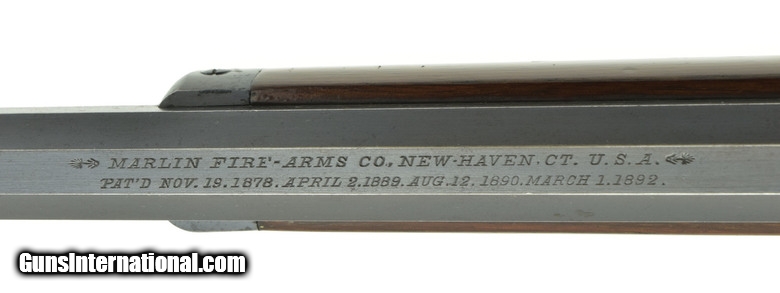 MARLIN FIRE-ARMS CO., NEW-HAVEN, CT. U.S.A.
PAT'D NOV. 19. 1878. APRIL 2. 1889. AUG. 12. 1890. MARCH 1. 1892.
GunsInternational.com